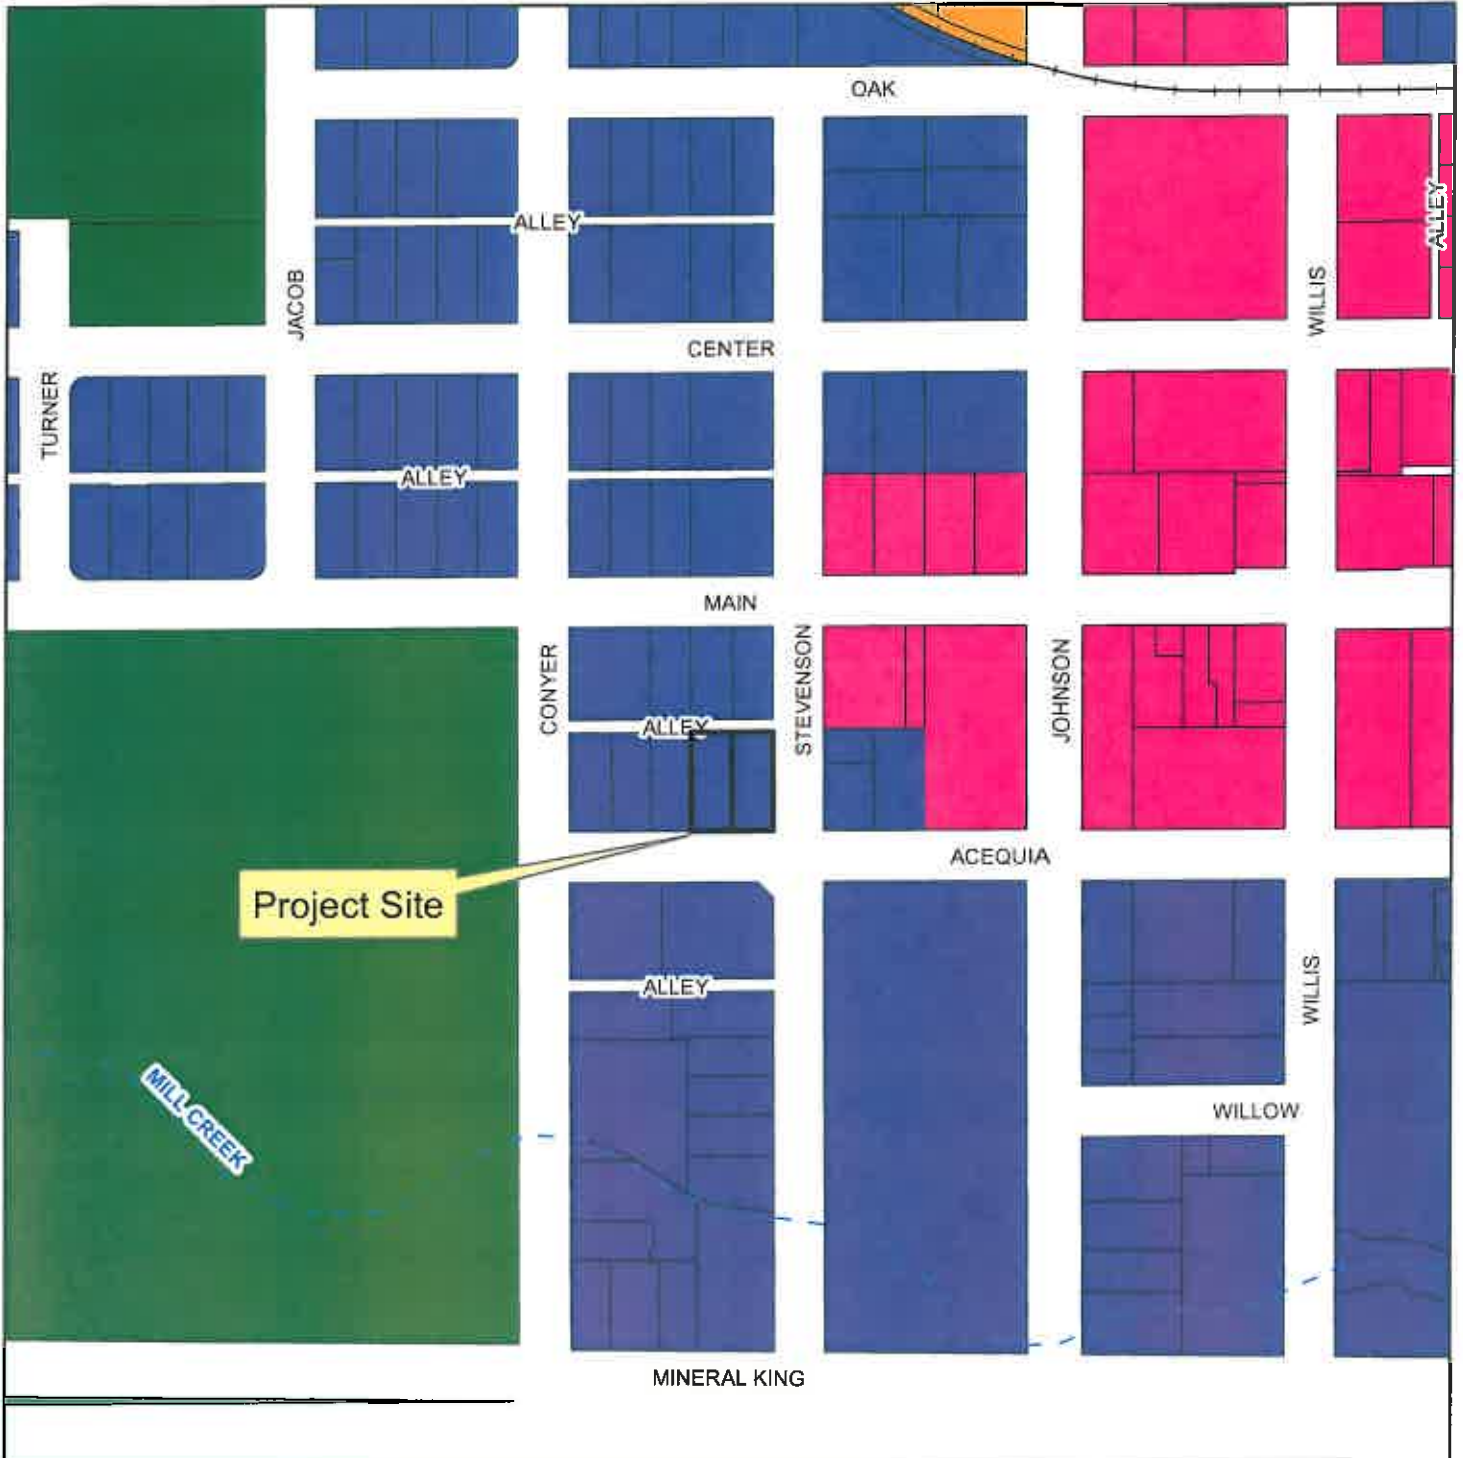 OAK
ALLEY
ALLEY
JACOB
WILLIS
CENTER
TURNER
ALLEY
MAIN
CONYER
STEVENSON
JOHNSON
ALLEY
ACEQUIA
Project Site
WILLIS
ALLEY
MILL CREEK
WILLOW
MINERAL KING